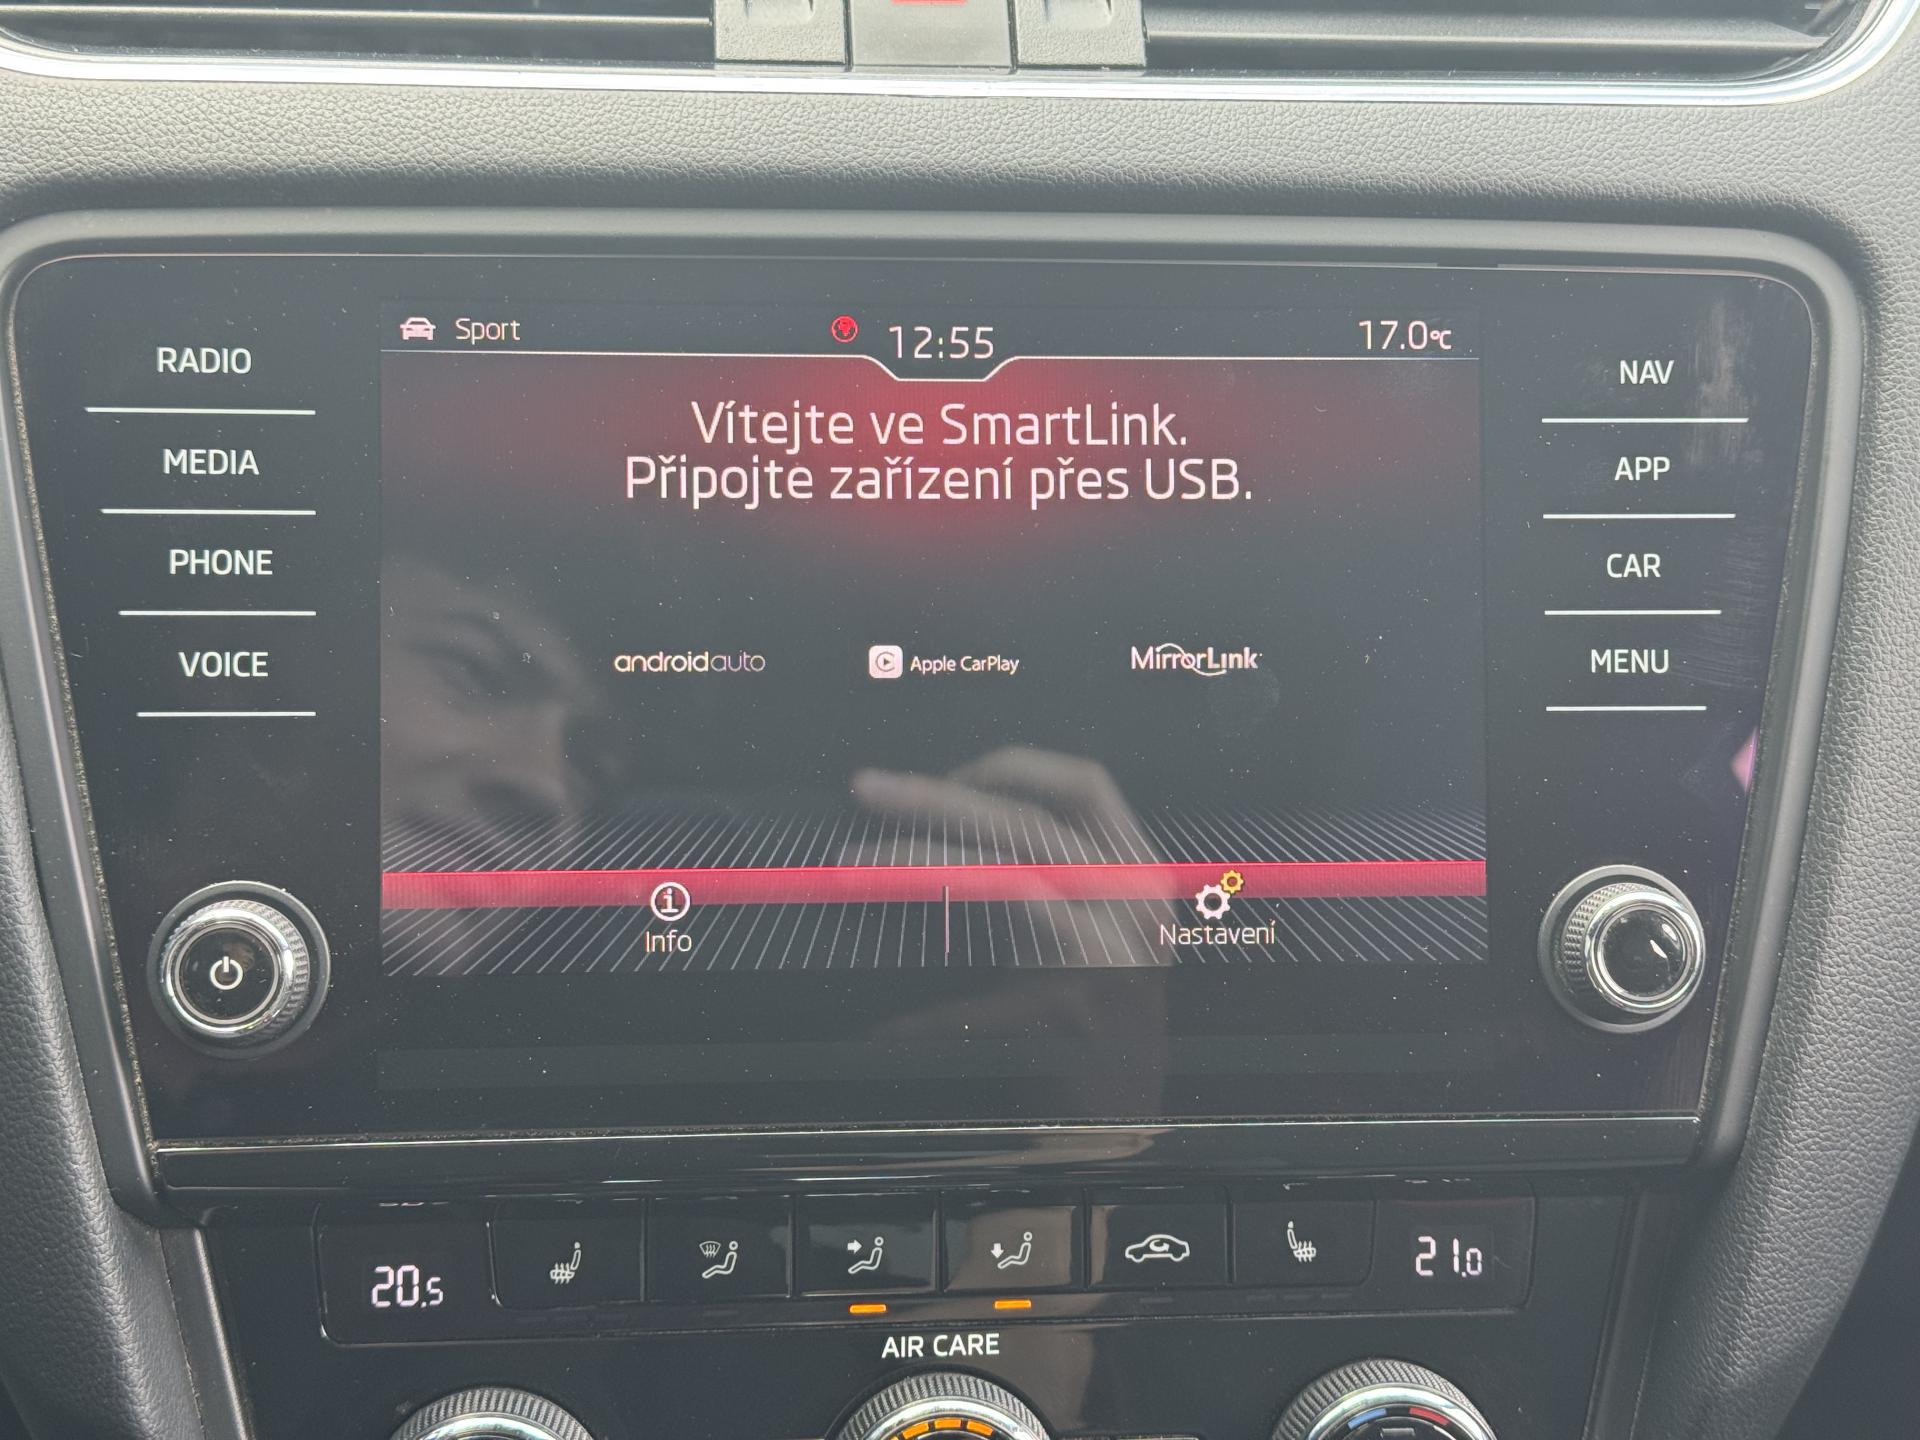 Sport
12:55
17.0°C
RADIO
MEDIA
PHONE
VOICE
NAV
APP
CAR
MENU
Vítejte ve SmartLink.
Připojte zařízení přes USB.
androidauto
Apple CarPlay
MirrorLink
Info
Nastavení
20.5
21.0
AIR CARE